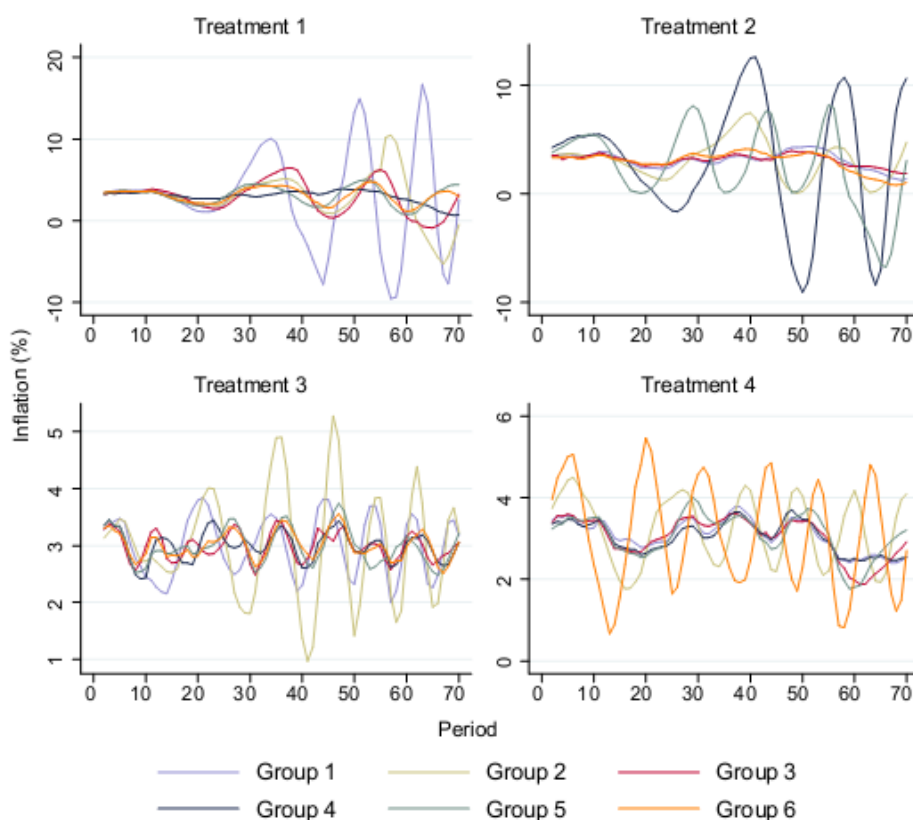 Treatment 1
Treatment 2
20
10
0
-10
0 10 20 30 40 50 60 70
10
0
-10
0 10 20 30 40 50 60 70
Inflation (%)
Treatment 3
Treatment 4
5
4
3
2
1
0 10 20 30 40 50 60 70
6
4
2
0
0 10 20 30 40 50 60 70
Period
Group 1 Group 2 Group 3
Group 4 Group 5 Group 6